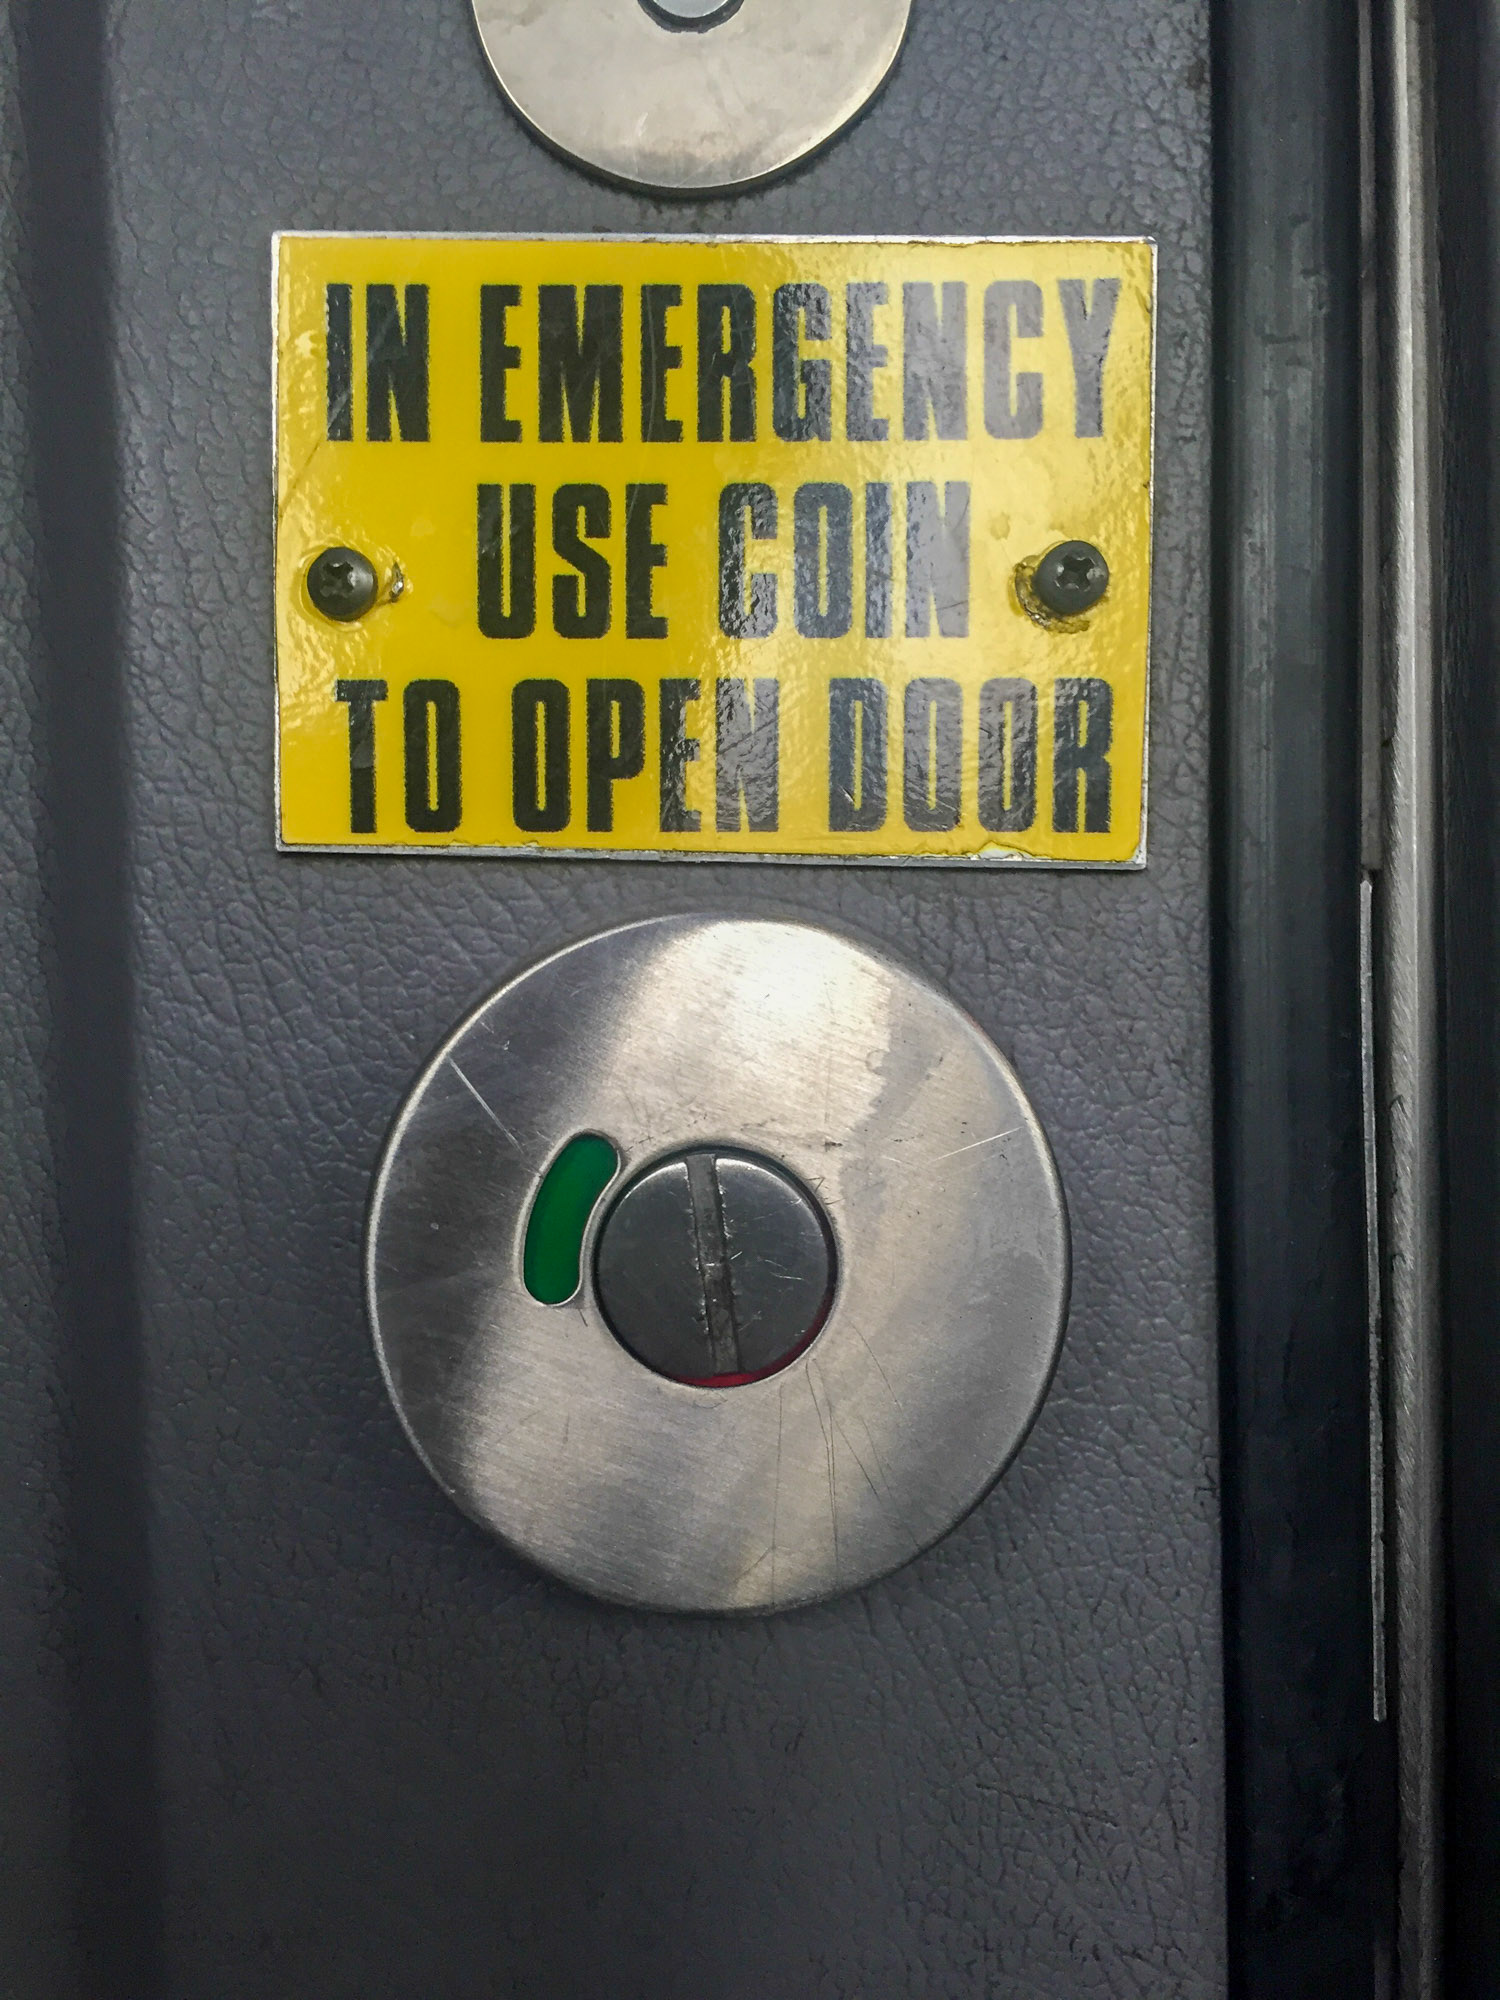 IN EMERGENCY
USE COIN
TO OPEN DOOR